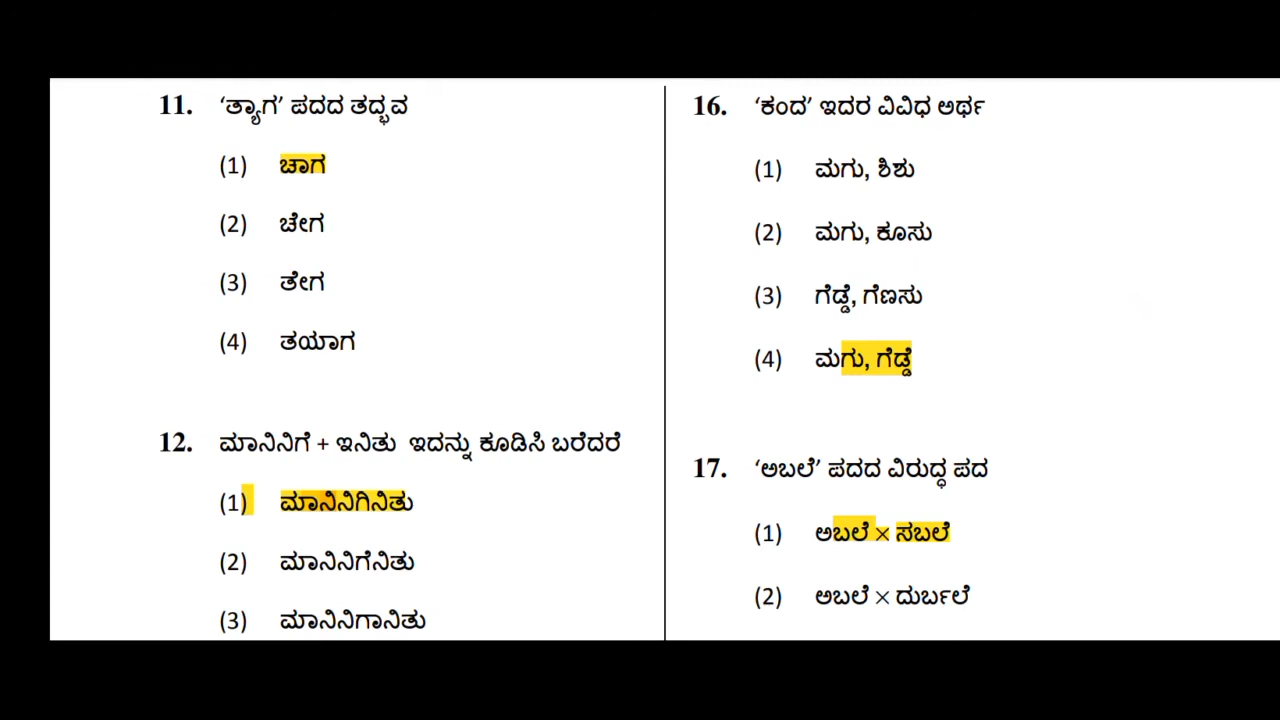 11. ‘ತ್ಯಾಗ’ ಪದದ ತದ್ಭವ
(1) ಚಾಗ
(2) ಚೇಗ
(3) ತೇಗ
(4) ತಯಾಗ
12. ಮಾನಿನಿಗೆ + ಇನಿತು ಇದನ್ನು ಕೂಡಿಸಿ ಬರೆದರೆ
(1) ಮಾನಿನಿಗಿನಿತು
(2) ಮಾನಿನಿಗೆನಿತು
(3) ಮಾನಿನಿಗಾನಿತು
16. ‘ಕಂದ’ ಇದರ ವಿವಿಧ ಅರ್ಥ
(1) ಮಗು, ಶಿಶು
(2) ಮಗು, ಕೂಸು
(3) ಗೆಡ್ಡೆ, ಗೆಣಸು
(4) ಮಗು, ಗೆಡ್ಡೆ
17. ‘ಅಬಲೆ’ ಪದದ ವಿರುದ್ಧ ಪದ
(1) ಅಬಲೆ × ಸಬಲೆ
(2) ಅಬಲೆ × ದುರ್ಬಲೆ